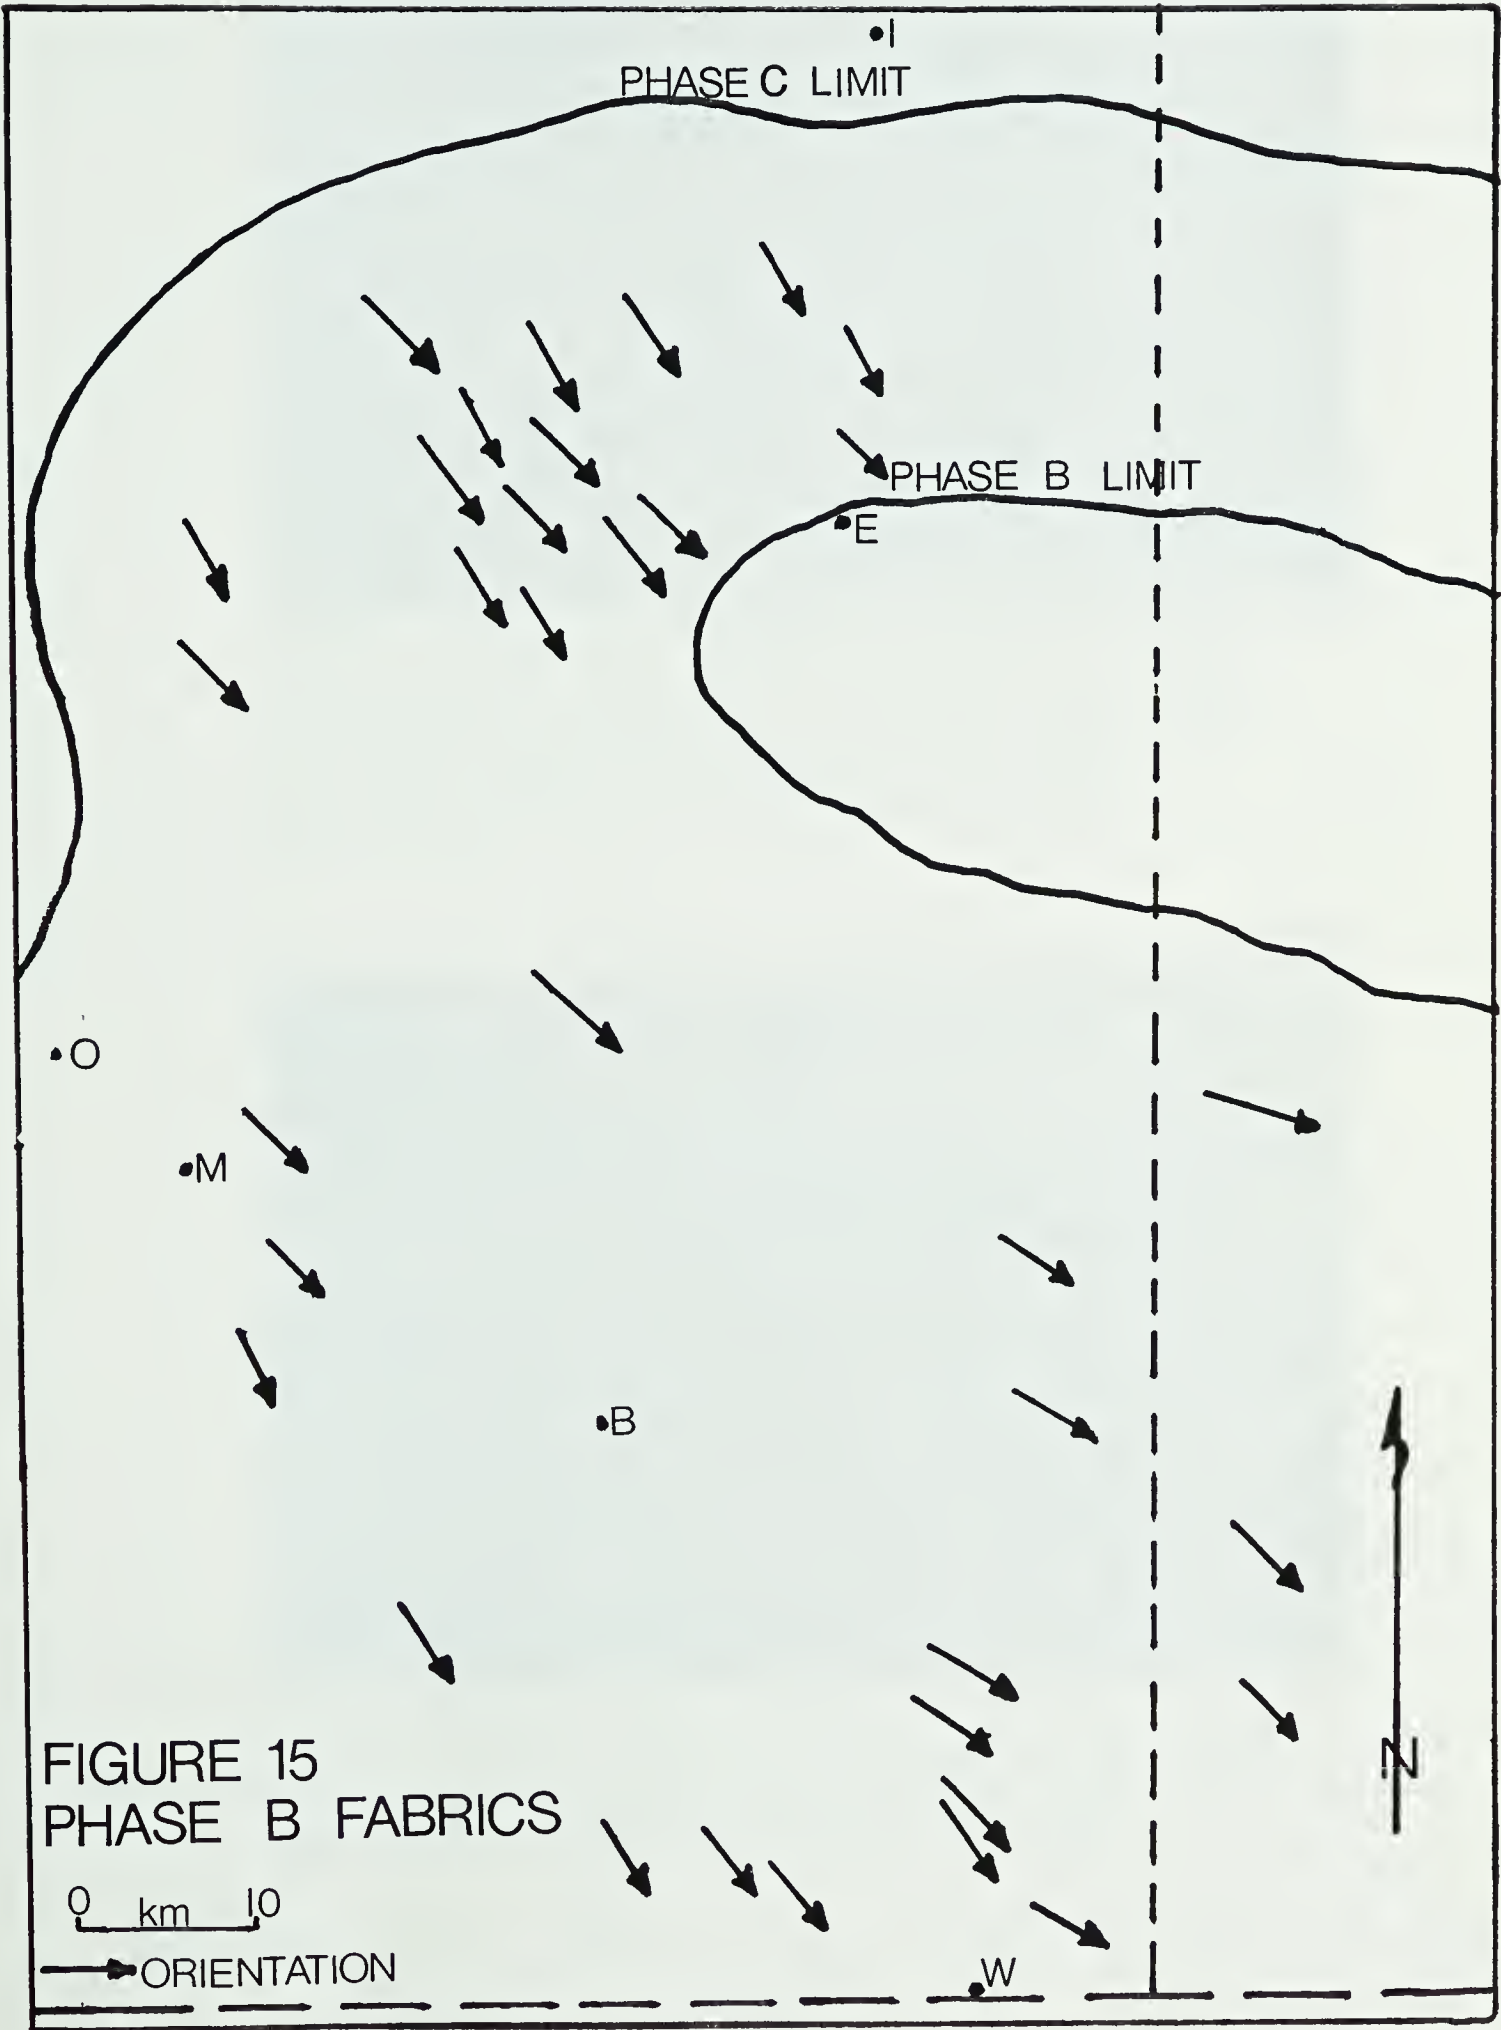 I
PHASE C LIMIT
PHASE B LIMIT
E
O
M
B
N
FIGURE 15
PHASE B FABRICS
0 km 10
ORIENTATION
W